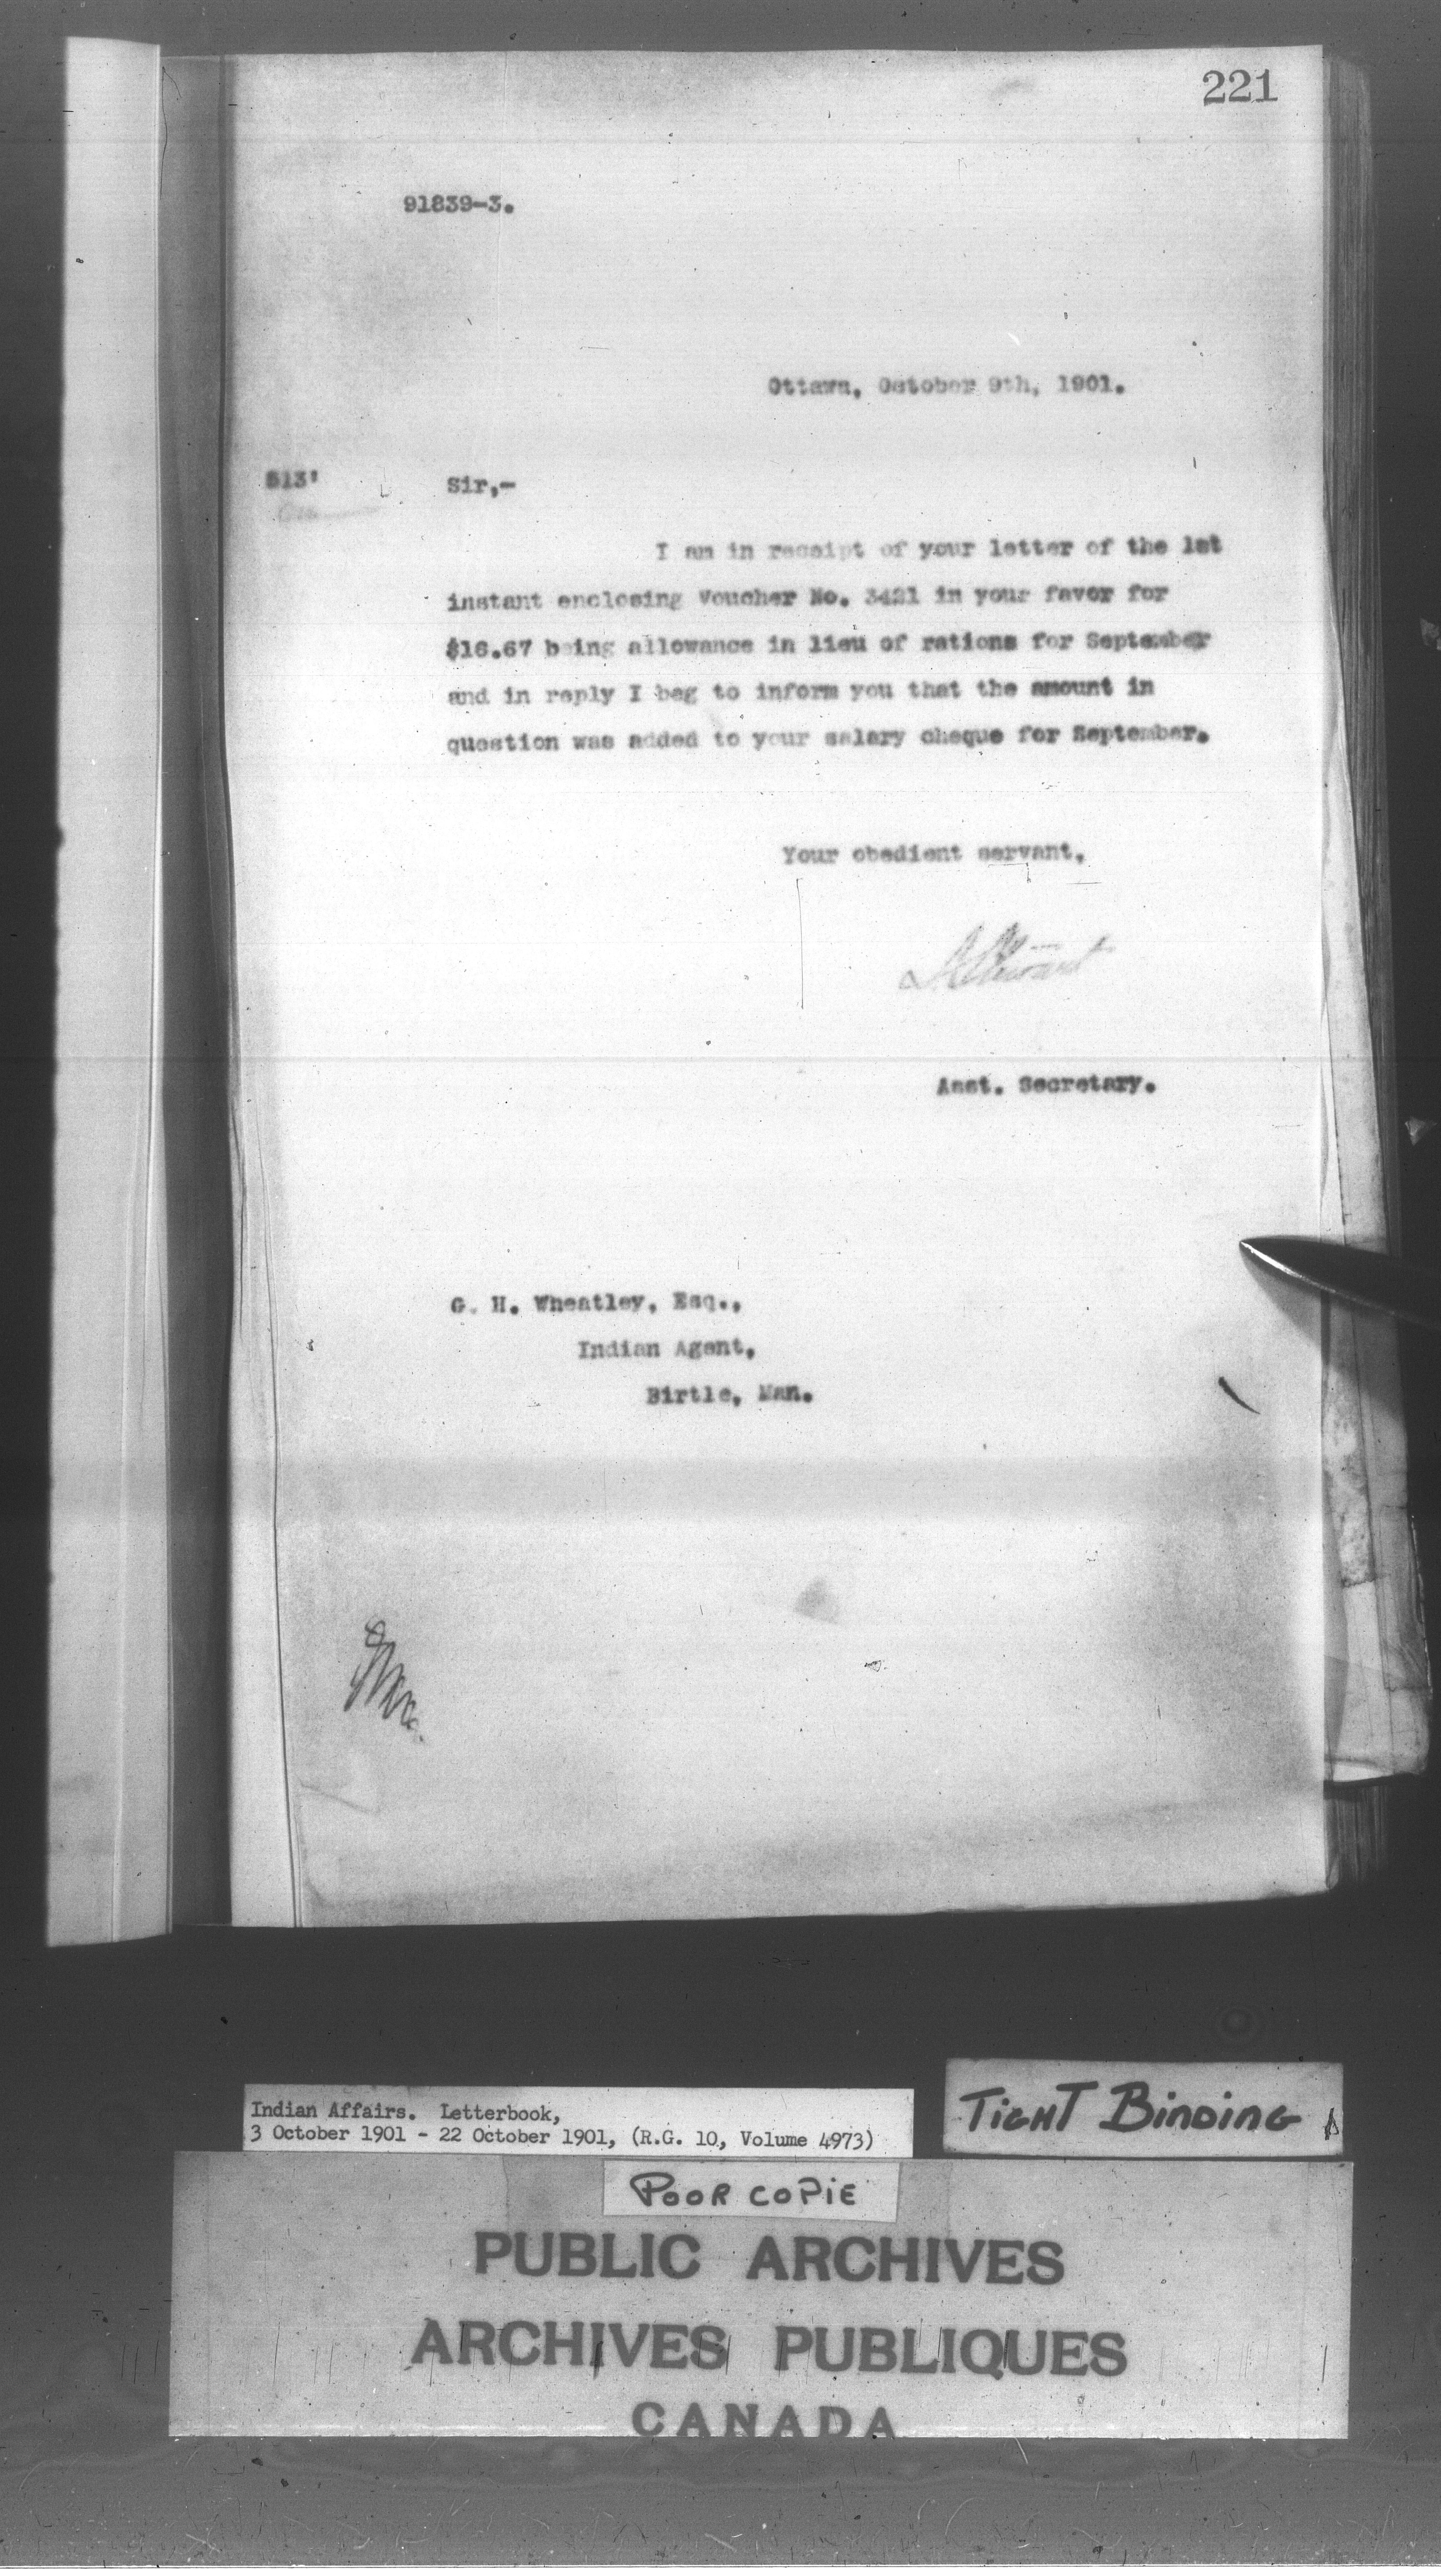 221
91839-3.
Ottawa, October 9th, 1901.
513'
Sir,-
I am in receipt of your letter of the 1st
instant enclosing Voucher No. 3421 in your favor for
$16.67 being allowance in lieu of rations for September
and in reply I beg to inform you that the amount in
question was added to your salary cheque for September.
Your obedient servant,
Asst. Secretary.
G. H. Wheatley, Esq.,
Indian Agent,
Birtle, Man.
Indian Affairs. Letterbook,
3 October 1901 - 22 October 1901, (R.G. 10, Volume 4973)
TIGHT BINDING
POOR COPIE
PUBLIC ARCHIVES
ARCHIVES PUBLIQUES
CANADA